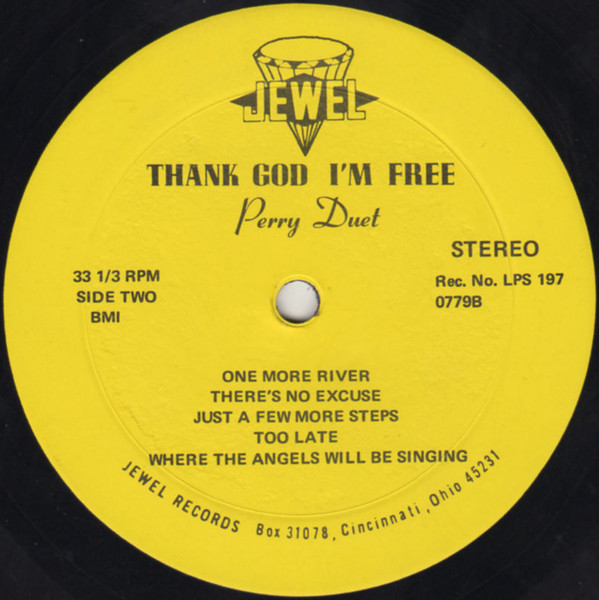 JEWEL
THANK GOD I'M FREE
Perry Duet
STEREO
33 1/3 RPM
SIDE TWO
BMI
Rec. No. LPS 197
0779B
ONE MORE RIVER
THERE'S NO EXCUSE
JUST A FEW MORE STEPS
TOO LATE
WHERE THE ANGELS WILL BE SINGING
JEWEL RECORDS Box 31078, Cincinnati, Ohio 45231